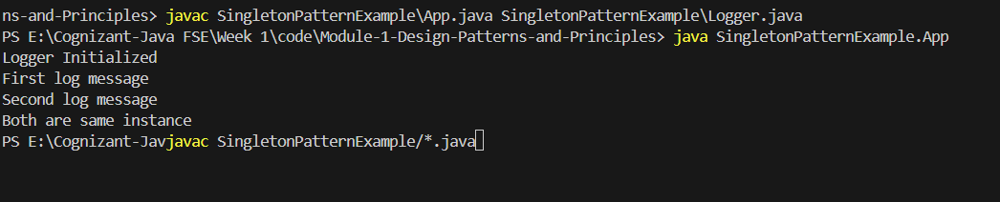 ns-and-Principles> javac SingletonPatternExample\App.java SingletonPatternExample\Logger.java
PS E:\Cognizant-Java FSE\Week 1\code\Module-1-Design-Patterns-and-Principles> java SingletonPatternExample.App
Logger Initialized
First log message
Second log message
Both are same instance
PS E:\Cognizant-Javjavac SingletonPatternExample/*.java